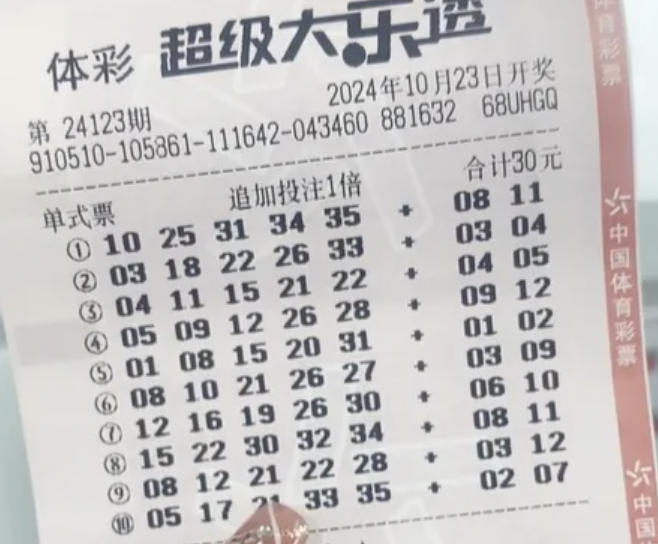 体彩 超级大乐透
第 24123期 2024年10月23日开奖
910510-105861-111642-043460 881632 68UHGQ
单式票 追加投注1倍 合计30元
① 10 25 31 34 35 + 08 11
② 03 18 22 26 33 + 03 04
③ 04 11 15 21 22 + 04 05
④ 05 09 12 26 28 + 09 12
⑤ 01 08 15 20 31 + 01 02
⑥ 08 10 21 26 27 + 03 09
⑦ 12 16 19 26 30 + 06 10
⑧ 15 22 30 32 34 + 08 11
⑨ 08 12 21 22 28 + 03 12
⑩ 05 17 33 35 + 02 07
体育彩票
中国体育彩票
中国